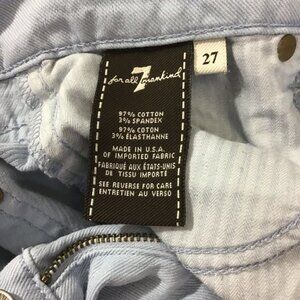 7
for all mankind
27
97% COTTON
3% SPANDEX
97% COTON
3% ÉLASTHANNE
MADE IN U.S.A.
OF IMPORTED FABRIC
FABRIQUÉ AUX ÉTATS-UNIS
DE TISSU IMPORTÉ
SEE REVERSE FOR CARE
ENTRETIEN AU VERSO